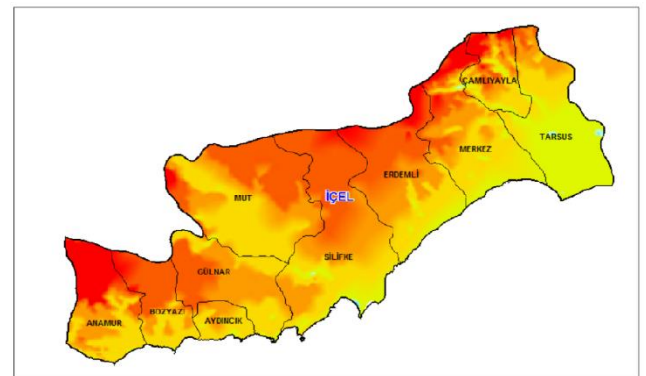 ÇAMLIYAYLA
TARSUS
MERKEZ
ERDEMLİ
MUT
İÇEL
SİLİFKE
GÜLNAR
BOZYAZI
ANAMUR
AYDINCIK